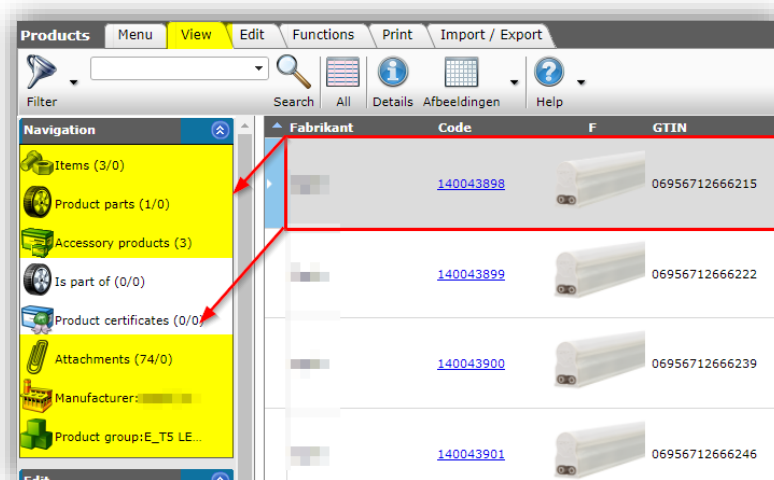 Products Menu View Edit Functions Print Import / Export
Filter Search All Details Afbeeldingen Help
Navigation
Items (3/0)
Product parts (1/0)
Accessory products (3)
Is part of (0/0)
Product certificates (0/0)
Attachments (74/0)
Manufacturer:
Product group:E_T5 LE...
Edit
Fabrikant Code F GTIN
140043898 06956712666215
140043899 06956712666222
140043900 06956712666239
140043901 06956712666246